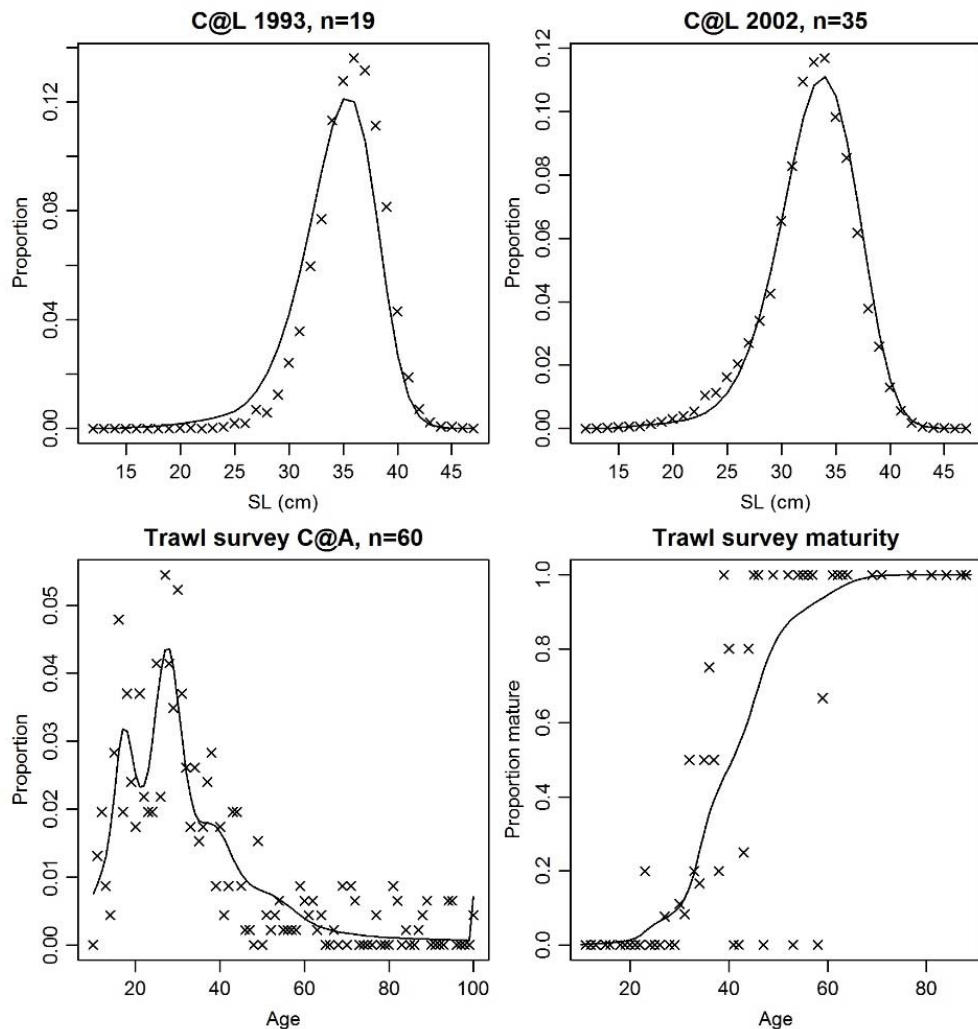 C@L 1993, n=19
C@L 2002, n=35
Proportion
0.00 0.04 0.08 0.12
15 20 25 30 35 40 45
SL (cm)
Proportion
0.00 0.02 0.04 0.06 0.08 0.10 0.12
15 20 25 30 35 40 45
SL (cm)
Trawl survey C@A, n=60
Trawl survey maturity
Proportion
0.00 0.01 0.02 0.03 0.04 0.05
20 40 60 80 100
Age
Proportion mature
0.0 0.2 0.4 0.6 0.8 1.0
20 40 60 80
Age